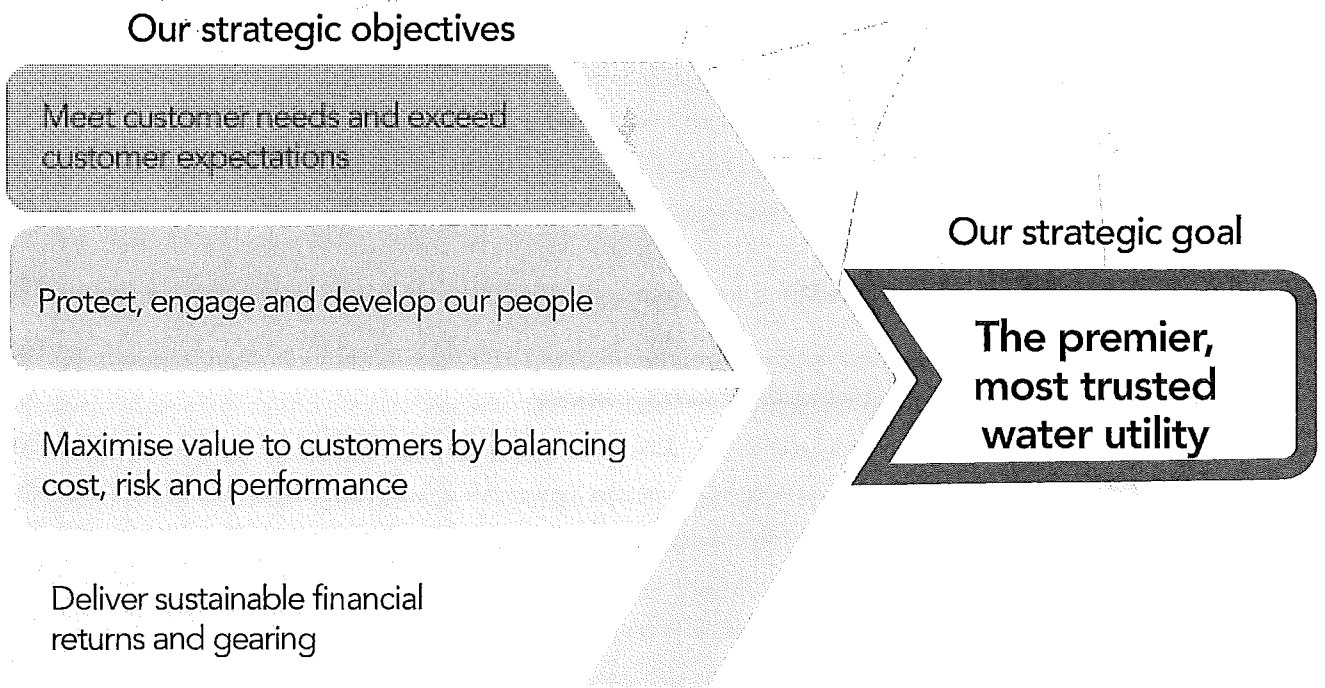 Our strategic objectives
Meet customer needs and exceed
customer expectations
Protect, engage and develop our people
Maximise value to customers by balancing
cost, risk and performance
Deliver sustainable financial
returns and gearing
Our strategic goal
The premier,
most trusted
water utility